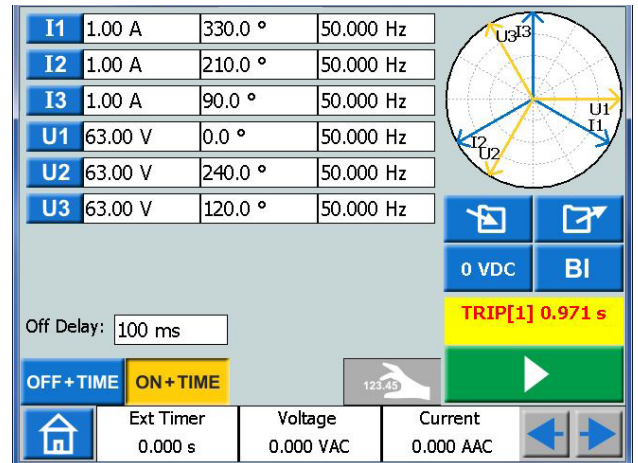 I1 1.00 A 330.0 ° 50.000 Hz
I2 1.00 A 210.0 ° 50.000 Hz
I3 1.00 A 90.0 ° 50.000 Hz
U1 63.00 V 0.0 ° 50.000 Hz
U2 63.00 V 240.0 ° 50.000 Hz
U3 63.00 V 120.0 ° 50.000 Hz
U3 I3
U1
I1
I2
U2
0 VDC BI
TRIP[1] 0.971 s
Off Delay: 100 ms
OFF+TIME ON+TIME 123.45
Ext Timer Voltage Current
0.000 s 0.000 VAC 0.000 AAC